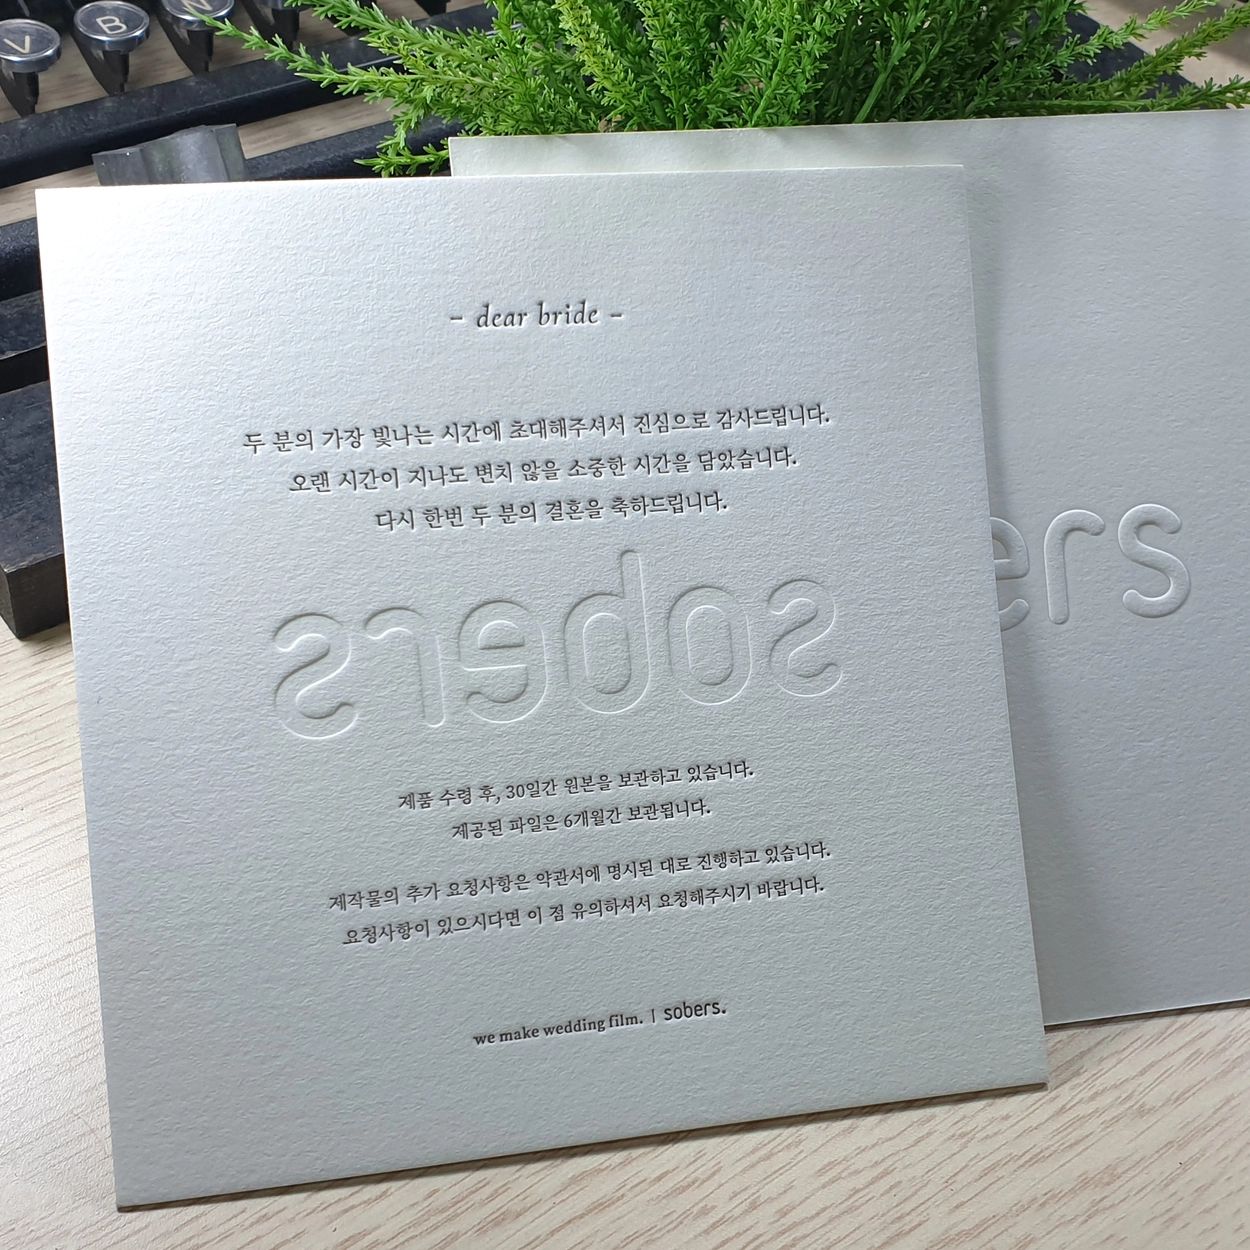 V B N
- dear bride -
두 분의 가장 빛나는 시간에 초대해주셔서 진심으로 감사드립니다.
오랜 시간이 지나도 변치 않을 소중한 시간을 담았습니다.
다시 한번 두 분의 결혼을 축하드립니다.
sobers
ers
제품 수령 후, 30일간 원본을 보관하고 있습니다.
제공된 파일은 6개월간 보관됩니다.
제작물의 추가 요청사항은 약관서에 명시된 대로 진행하고 있습니다.
요청사항이 있으시다면 이 점 유의하셔서 요청해주시기 바랍니다.
we make wedding film. | sobers.